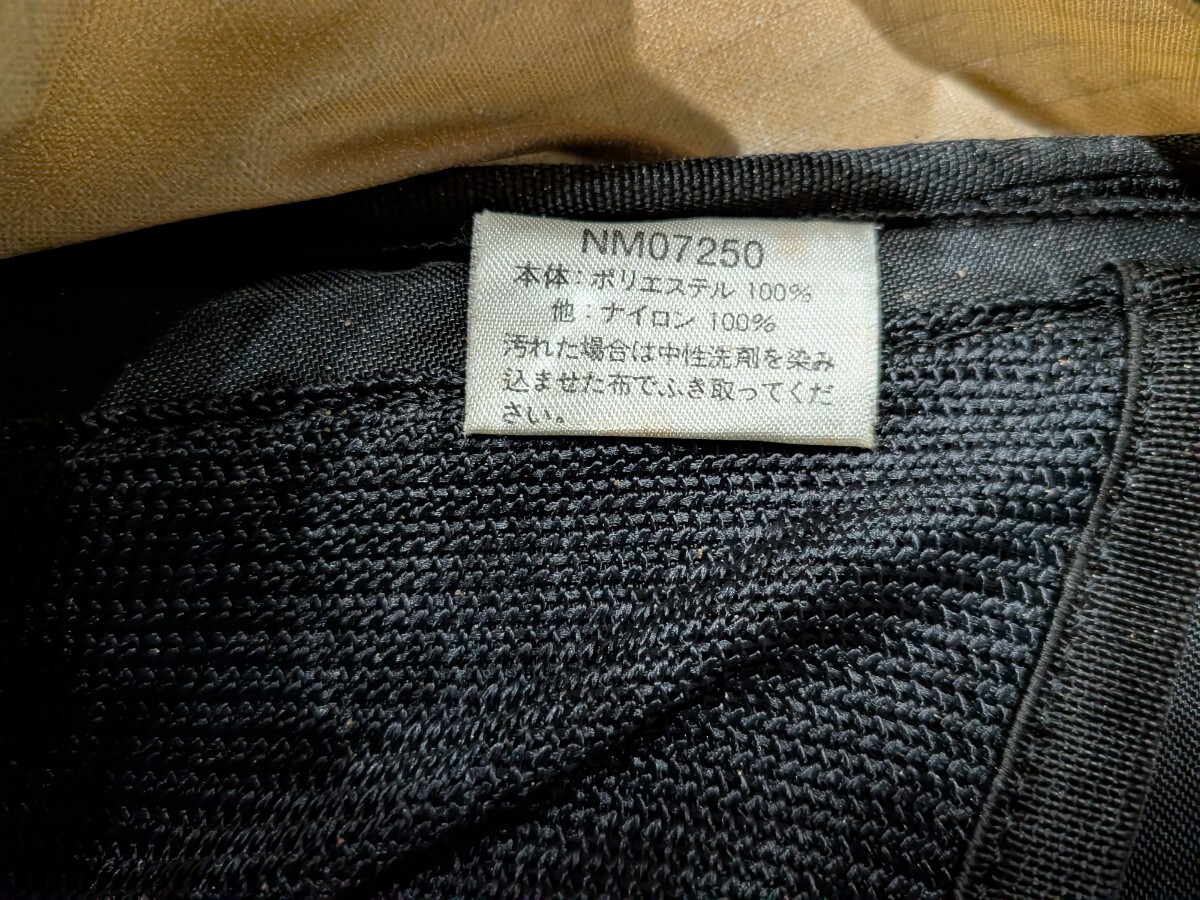 NM07250
本体：ポリエステル 100%
他：ナイロン 100%
汚れた場合は中性洗剤を染み
込ませた布でふき取ってくだ
さい。